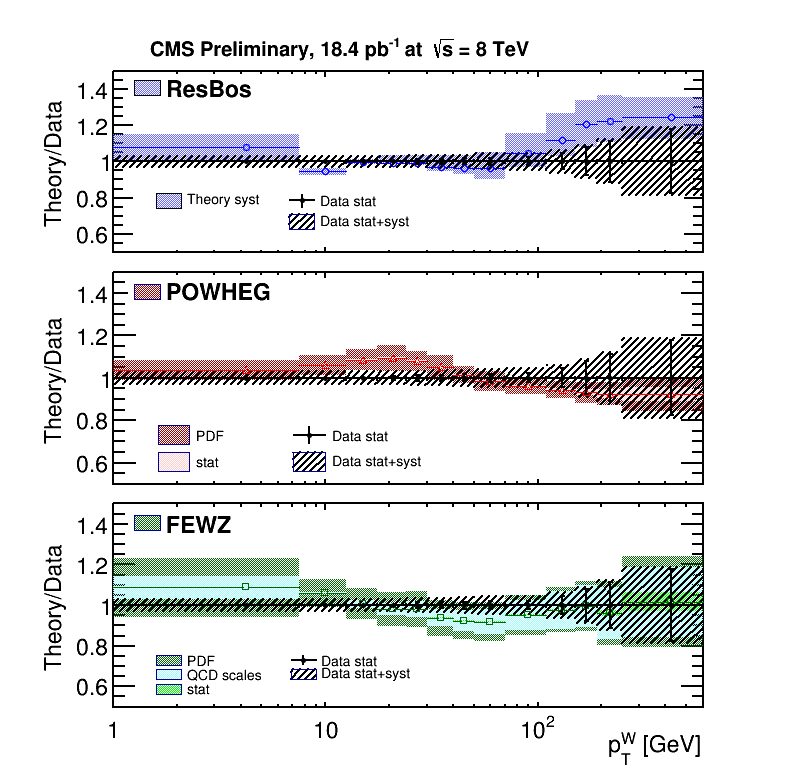 CMS Preliminary, 18.4 pb⁻¹ at √s = 8 TeV
ResBos
1.4
1.2
1
0.8
0.6
Theory/Data
Theory syst
Data stat
Data stat+syst
POWHEG
1.4
1.2
1
0.8
0.6
Theory/Data
PDF
Data stat
stat
Data stat+syst
FEWZ
1.4
1.2
1
0.8
0.6
Theory/Data
PDF
Data stat
QCD scales
Data stat+syst
stat
1 10 10²
p_T^W [GeV]